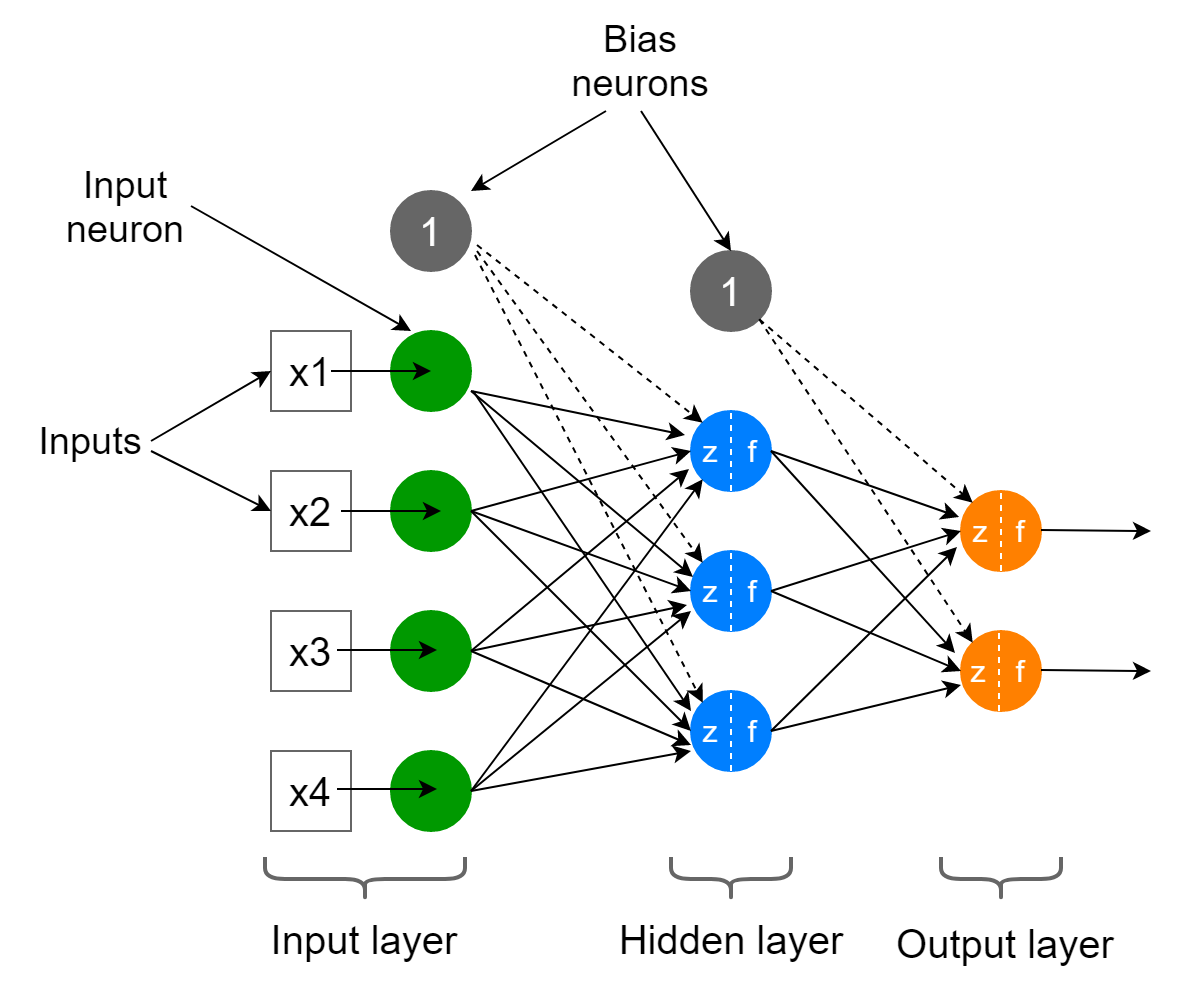 Bias
neurons
Input
neuron
1
1
x1
Inputs
z f
x2
z f
z f
x3
z f
z f
x4
Input layer
Hidden layer
Output layer